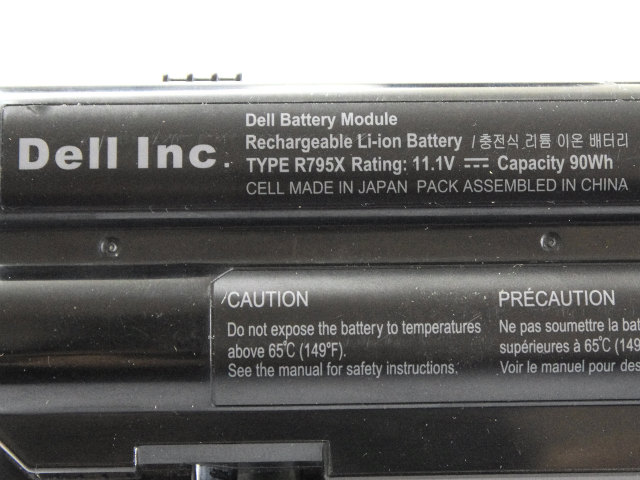 Dell Inc.
Dell Battery Module
Rechargeable Li-ion Battery / 충전식 리튬 이온 배터리
TYPE R795X Rating: 11.1V ⎓ Capacity 90Wh
CELL MADE IN JAPAN PACK ASSEMBLED IN CHINA
CAUTION
Do not expose the battery to temperatures
above 65°C (149°F).
See the manual for safety instructions.
PRÉCAUTION
Ne pas soumettre la bat
supérieures à 65°C (149
Voir le manuel pour des